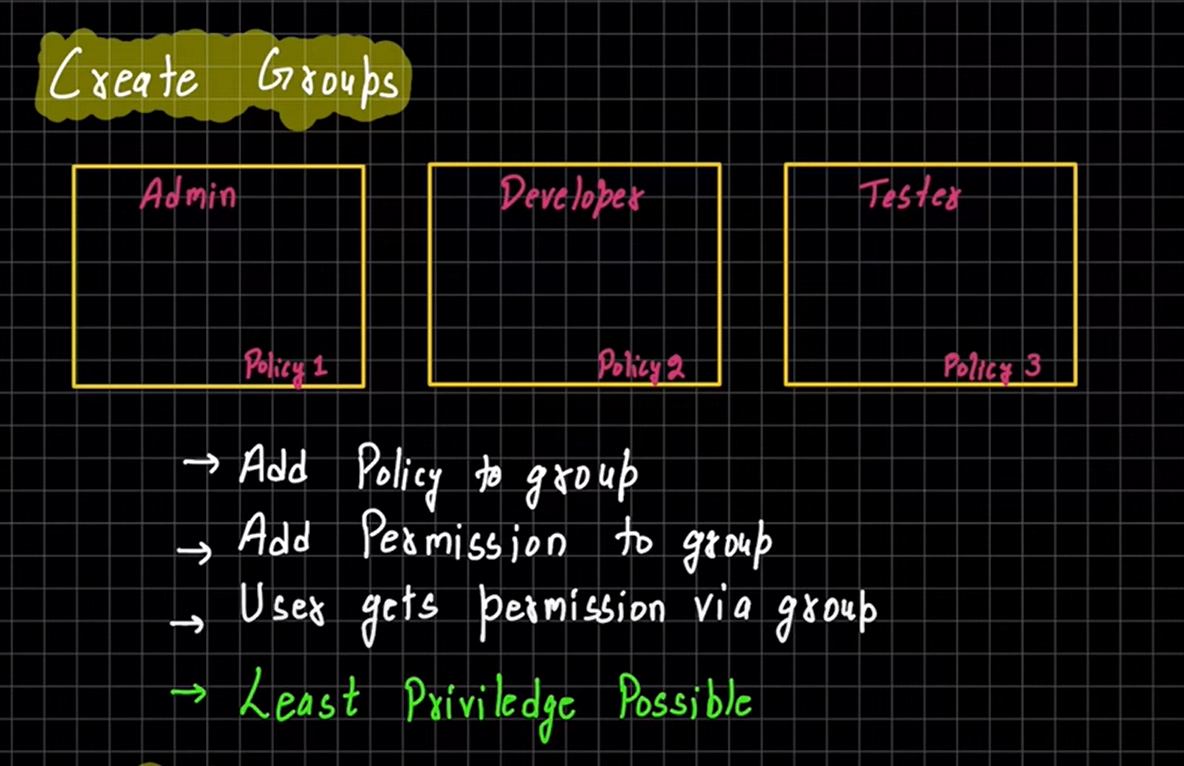 Create Groups
Admin Developer Tester
Policy 1 Policy 2 Policy 3
→ Add Policy to group
→ Add Permission to group
→ User gets permission via group
→ Least Priviledge Possible